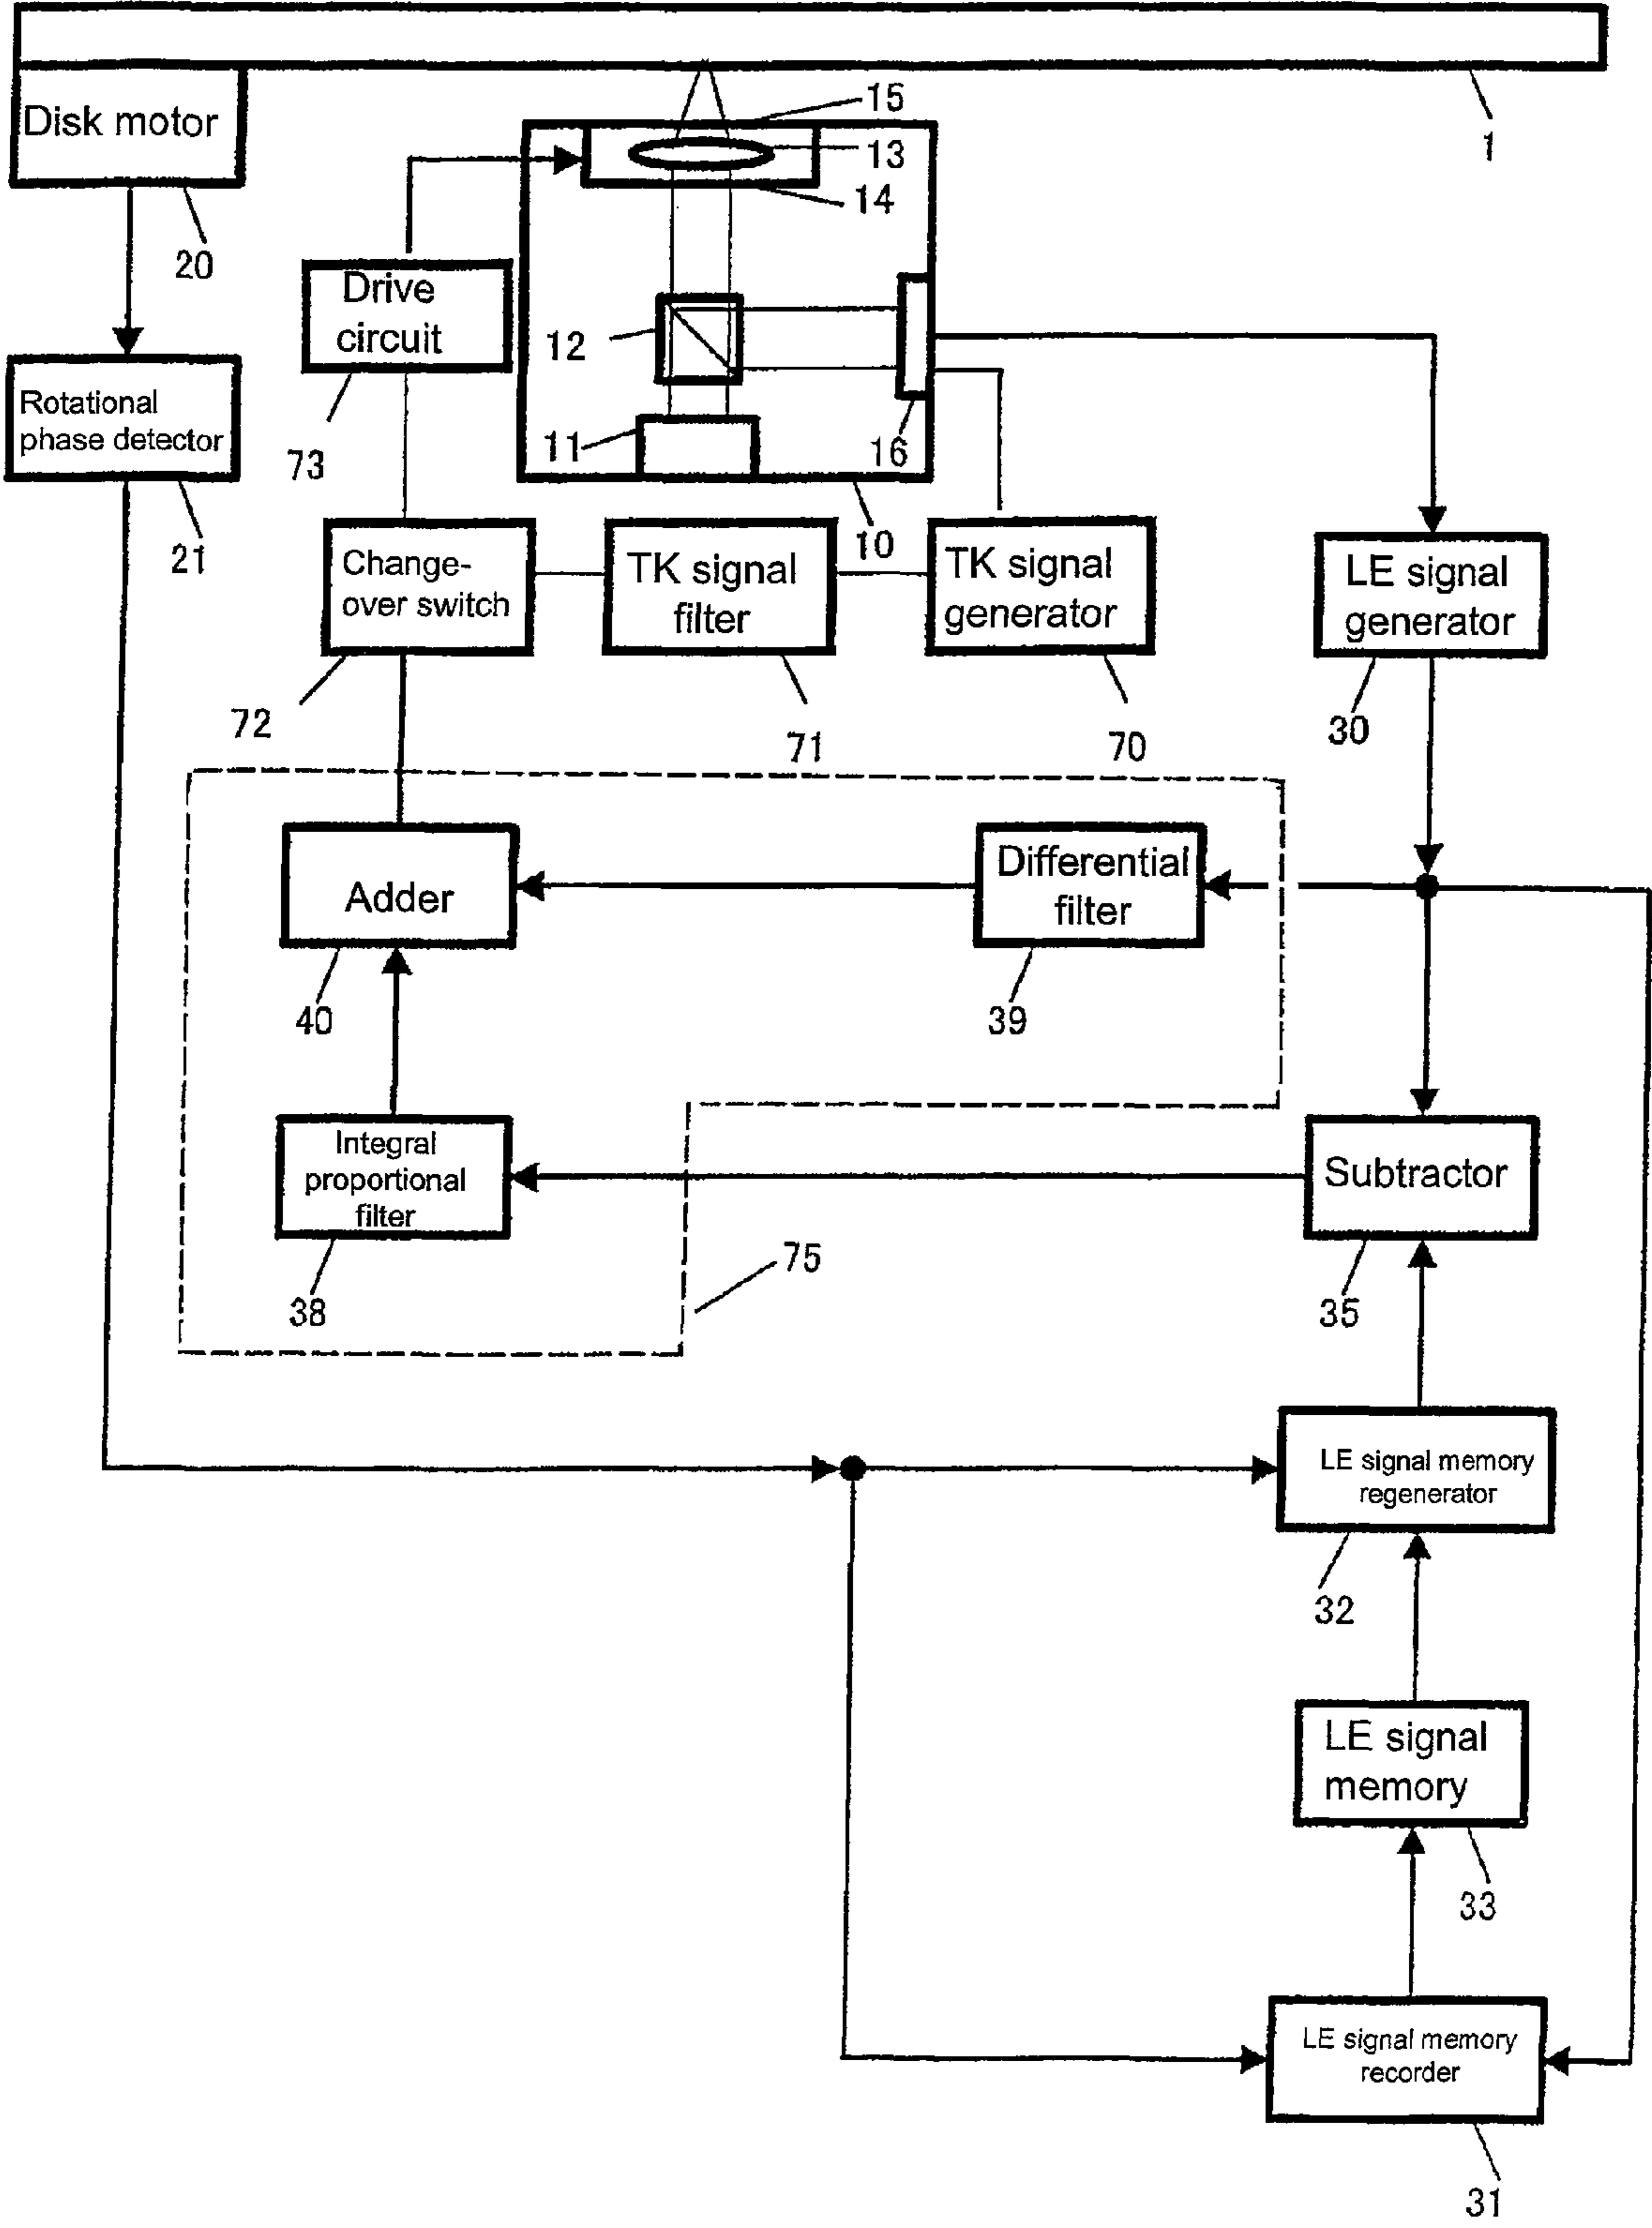 Disk motor
15
13
14
1
20
Drive
circuit
12
Rotational
phase detector
11
16
73
21
10
Change-
over switch
TK signal
filter
TK signal
generator
LE signal
generator
72
71
70
30
Adder
Differential
filter
40
39
Integral
proportional
filter
Subtractor
75
38
35
LE signal memory
regenerator
32
LE signal
memory
33
LE signal memory
recorder
31